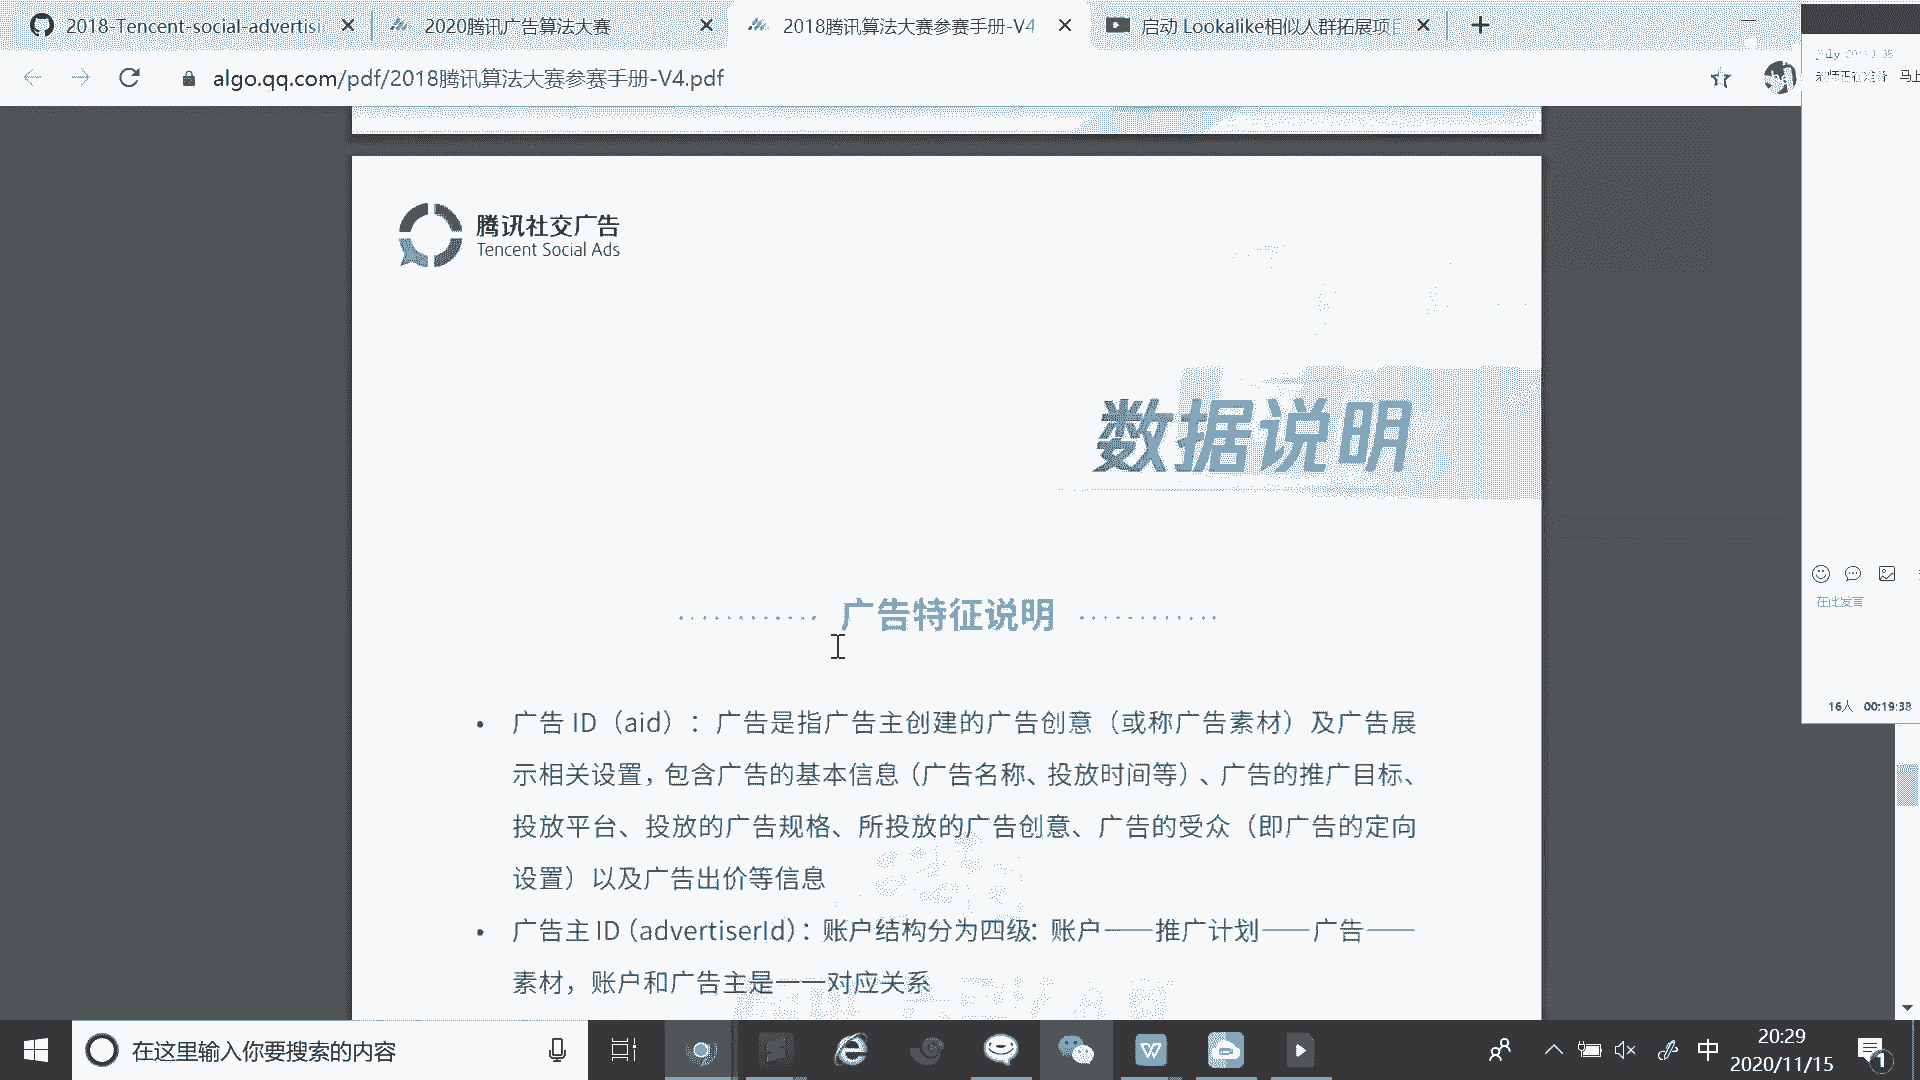 2018-Tencent-social-advertisi
2020腾讯广告算法大赛
2018腾讯算法大赛参赛手册-V4
启动 Lookalike相似人群拓展项目
algo.qq.com/pdf/2018腾讯算法大赛参赛手册-V4.pdf
july
老师正在准备 马上
腾讯社交广告
Tencent Social Ads
数据说明
广告特征说明
• 广告 ID（aid）：广告是指广告主创建的广告创意（或称广告素材）及广告展
示相关设置，包含广告的基本信息（广告名称、投放时间等）、广告的推广目标、
投放平台、投放的广告规格、所投放的广告创意、广告的受众（即广告的定向
设置）以及广告出价等信息
• 广告主 ID（advertiserId）：账户结构分为四级：账户——推广计划——广告——
素材，账户和广告主是一一对应关系
在此发言
16人 00:19:38
在这里输入你要搜索的内容
中
20:29
2020/11/15
1